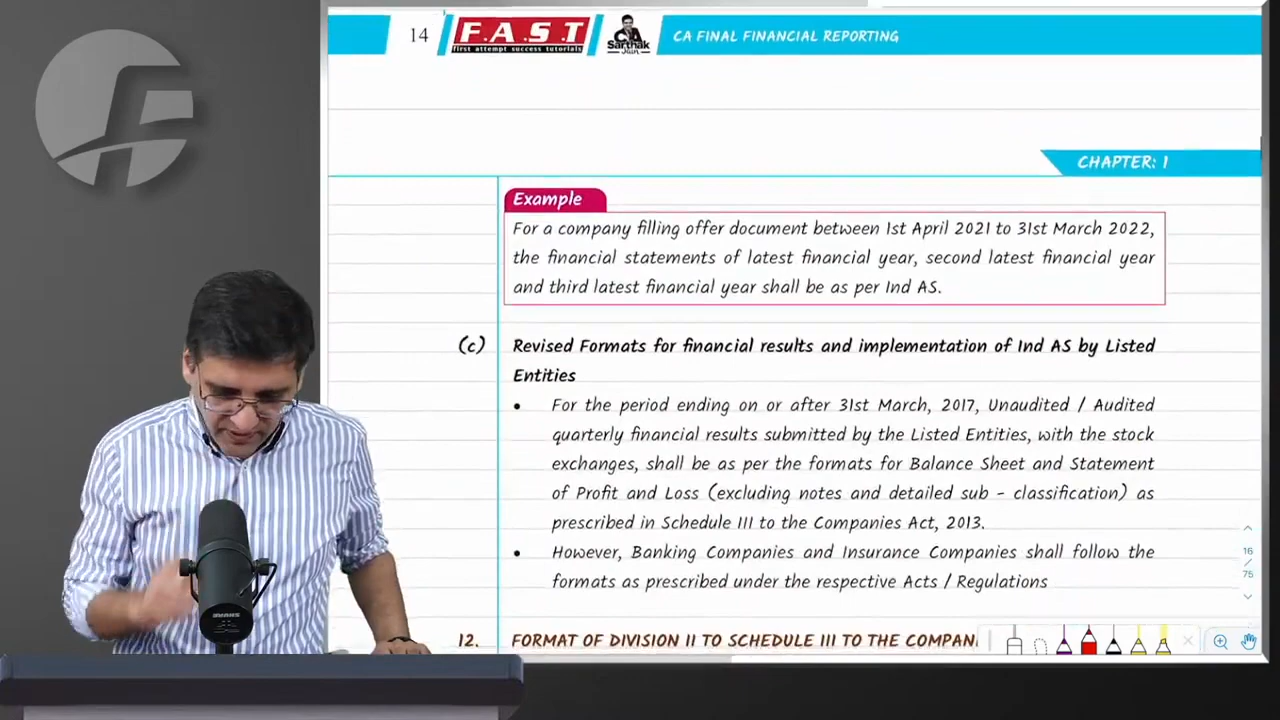 14
F.A.S.T
first attempt success tutorials
Sarthak
Jain
CA FINAL FINANCIAL REPORTING
CHAPTER: 1
Example
For a company filling offer document between 1st April 2021 to 31st March 2022,
the financial statements of latest financial year, second latest financial year
and third latest financial year shall be as per Ind AS.
(c) Revised Formats for financial results and implementation of Ind AS by Listed
Entities
• For the period ending on or after 31st March, 2017, Unaudited / Audited
quarterly financial results submitted by the Listed Entities, with the stock
exchanges, shall be as per the formats for Balance Sheet and Statement
of Profit and Loss (excluding notes and detailed sub - classification) as
prescribed in Schedule III to the Companies Act, 2013.
• However, Banking Companies and Insurance Companies shall follow the
formats as prescribed under the respective Acts / Regulations
12. FORMAT OF DIVISION II TO SCHEDULE III TO THE COMPAN
16
/
75
SHURE